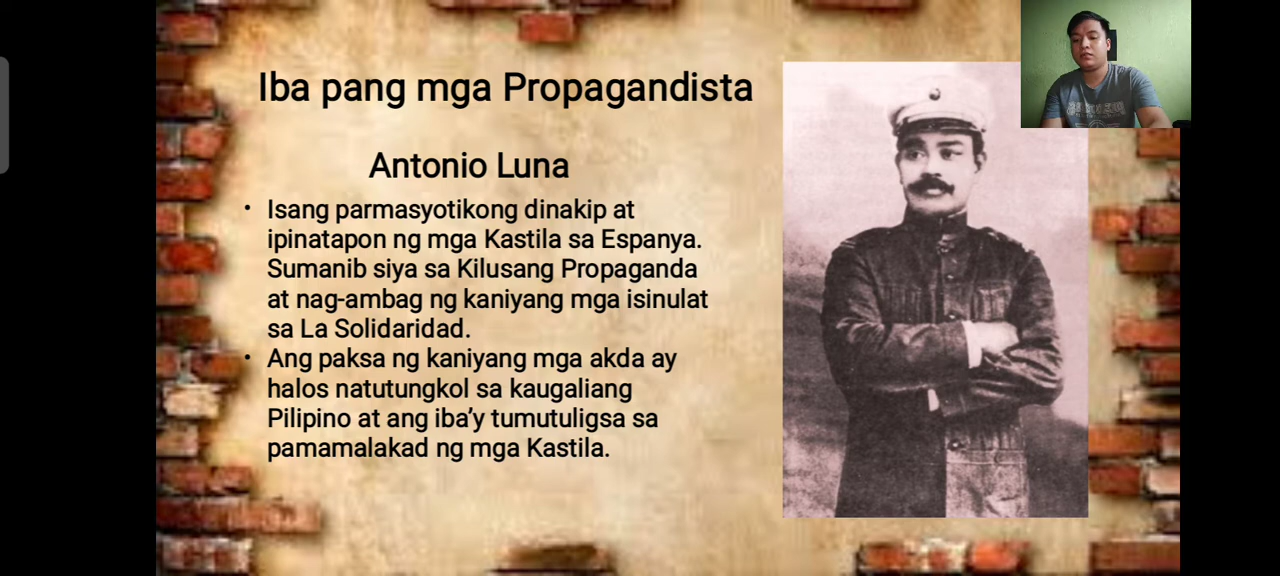 Iba pang mga Propagandista
Antonio Luna
• Isang parmasyotikong dinakip at
ipinatapon ng mga Kastila sa Espanya.
Sumanib siya sa Kilusang Propaganda
at nag-ambag ng kaniyang mga isinulat
sa La Solidaridad.
• Ang paksa ng kaniyang mga akda ay
halos natutungkol sa kaugaliang
Pilipino at ang iba’y tumutuligsa sa
pamamalakad ng mga Kastila.